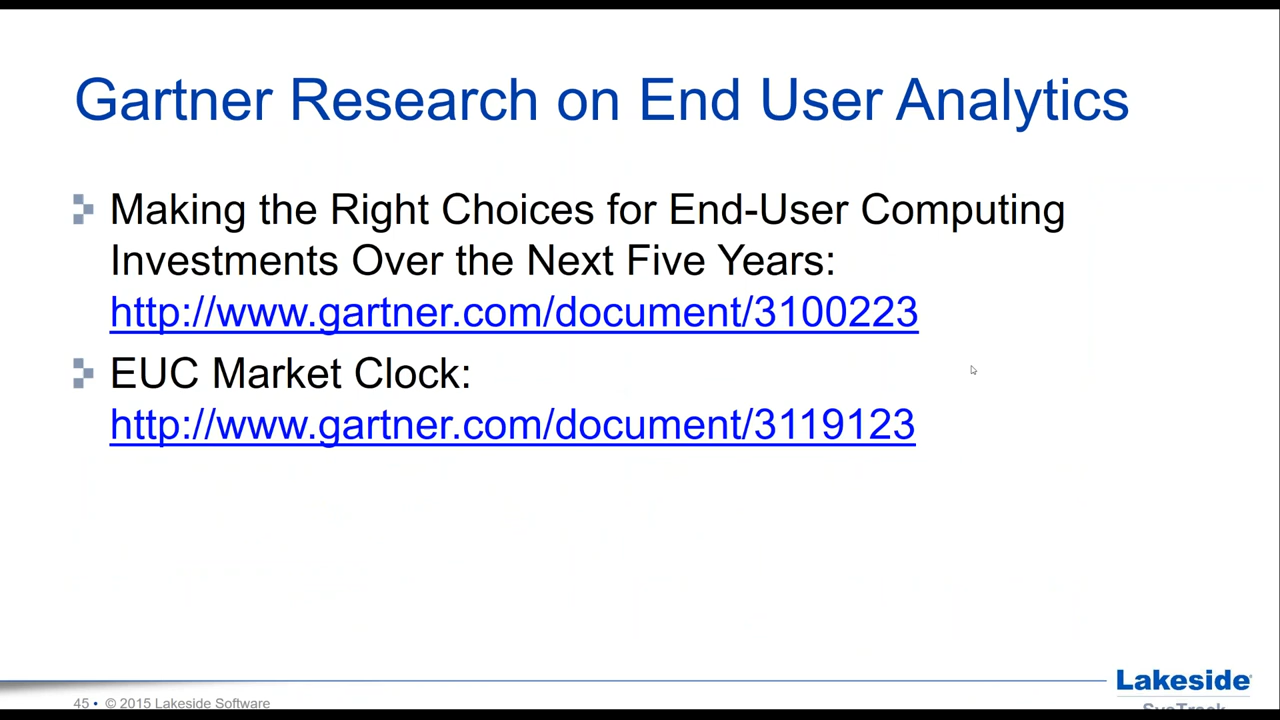 Gartner Research on End User Analytics
Making the Right Choices for End-User Computing
Investments Over the Next Five Years:
http://www.gartner.com/document/3100223
EUC Market Clock:
http://www.gartner.com/document/3119123
45 • © 2015 Lakeside Software
Lakeside